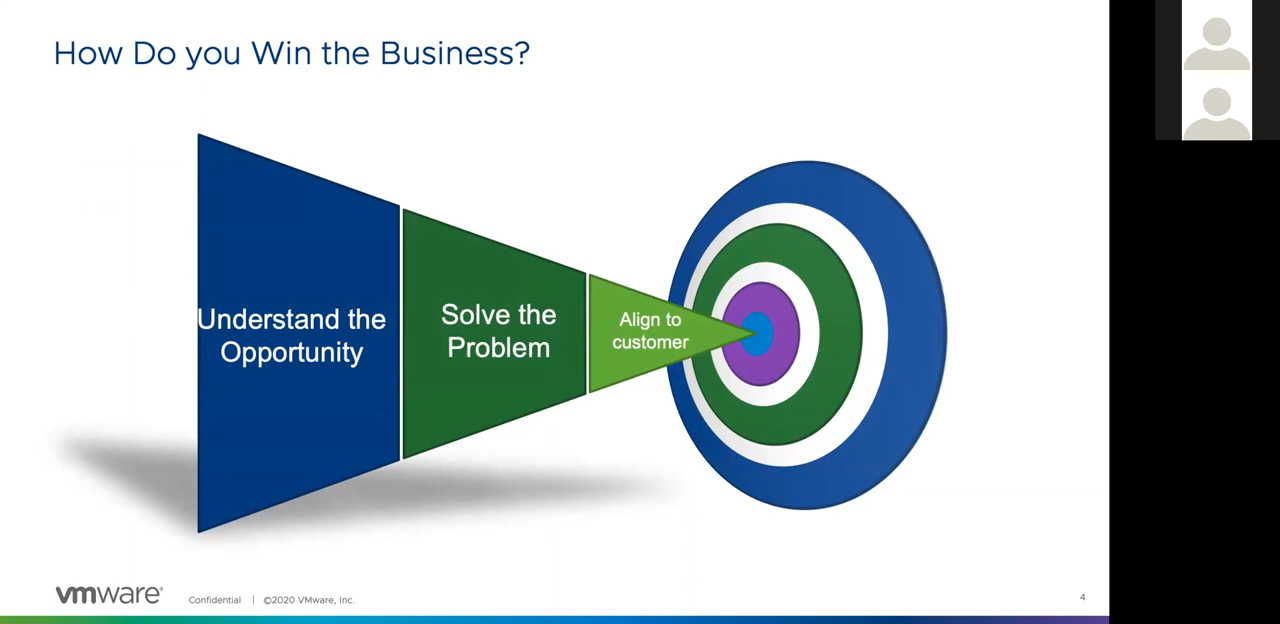 How Do you Win the Business?
Understand the
Opportunity
Solve the
Problem
Align to
customer
vmware®
Confidential | ©2020 VMware, Inc.
4